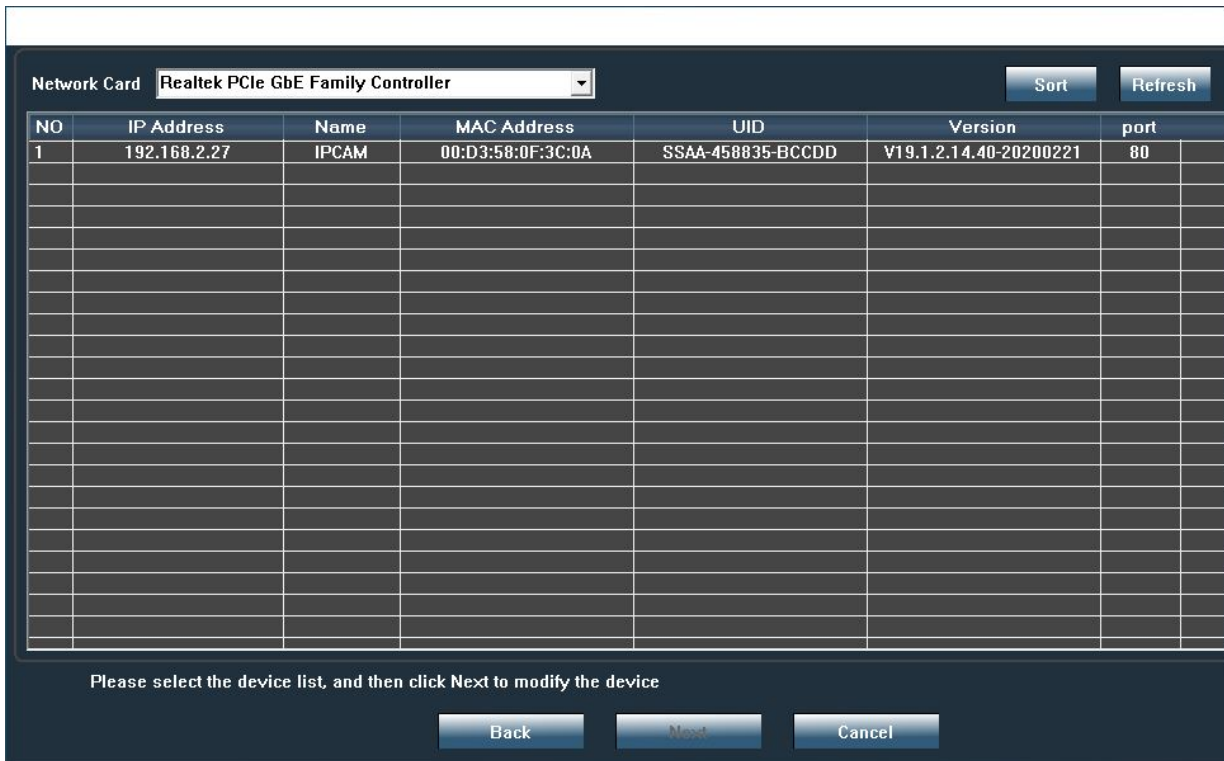 Network Card Realtek PCIe GbE Family Controller Sort Refresh
NO IP Address Name MAC Address UID Version port
1 192.168.2.27 IPCAM 00:D3:58:0F:3C:0A SSAA-458835-BCCDD V19.1.2.14.40-20200221 80
Please select the device list, and then click Next to modify the device
Back Next Cancel